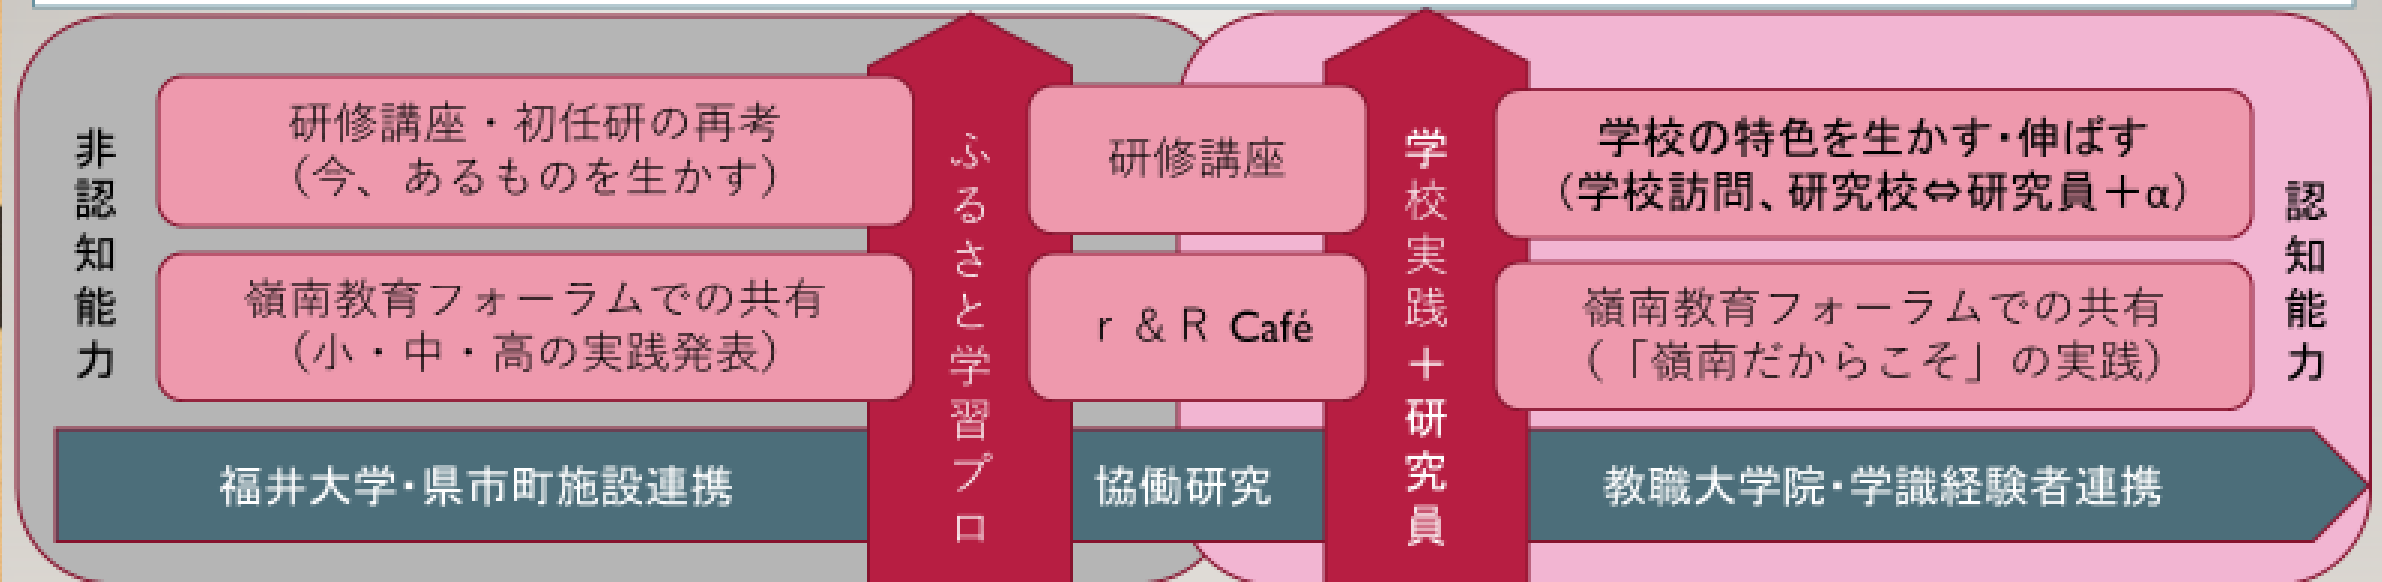 非認知能力
研修講座・初任研の再考
（今、あるものを生かす）
嶺南教育フォーラムでの共有
（小・中・高の実践発表）
ふるさと学習プロ
研修講座
r & R Café
学校実践＋研究員
学校の特色を生かす・伸ばす
（学校訪問、研究校⇔研究員＋α）
嶺南教育フォーラムでの共有
（「嶺南だからこそ」の実践）
認知能力
福井大学・県市町施設連携
協働研究
教職大学院・学識経験者連携